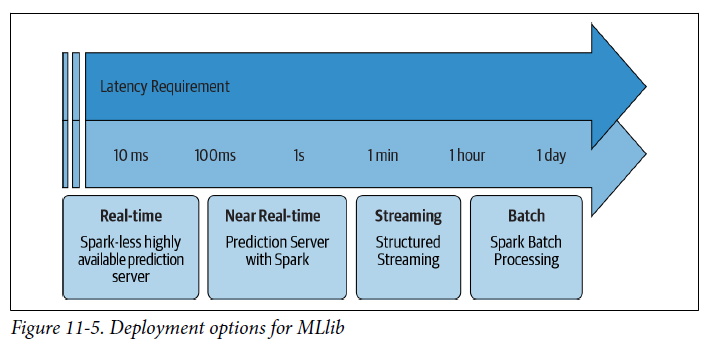 Latency Requirement
10 ms 100ms 1s 1 min 1 hour 1 day
Real-time
Spark-less highly
available prediction
server
Near Real-time
Prediction Server
with Spark
Streaming
Structured
Streaming
Batch
Spark Batch
Processing
Figure 11-5. Deployment options for MLlib